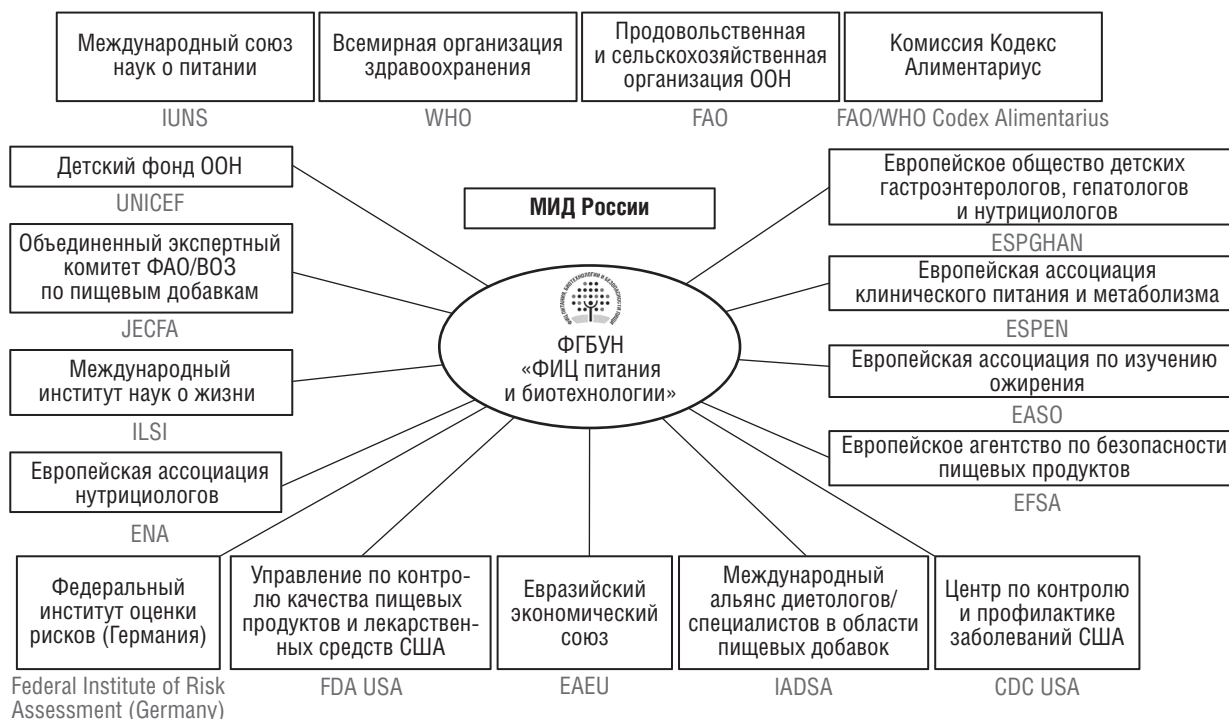 Международный союз
наук о питании
IUNS
Всемирная организация
здравоохранения
WHO
Продовольственная
и сельскохозяйственная
организация ООН
FAO
Комиссия Кодекс
Алиментариус
FAO/WHO Codex Alimentarius
Детский фонд ООН
UNICEF
Объединенный экспертный
комитет ФАО/ВОЗ
по пищевым добавкам
JECFA
Международный
институт наук о жизни
ILSI
Европейская ассоциация
нутрициологов
ENA
МИД России
ФИЦ ПИТАНИЯ, БИОТЕХНОЛОГИИ И БЕЗОПАСНОСТИ ПИЩИ
ФГБУН
«ФИЦ питания
и биотехнологии»
Европейское общество детских
гастроэнтерологов, гепатологов
и нутрициологов
ESPGHAN
Европейская ассоциация
клинического питания и метаболизма
ESPEN
Европейская ассоциация по изучению
ожирения
EASO
Европейское агентство по безопасности
пищевых продуктов
EFSA
Федеральный
институт оценки
рисков (Германия)
Federal Institute of Risk
Assessment (Germany)
Управление по контро-
лю качества пищевых
продуктов и лекарствен-
ных средств США
FDA USA
Евразийский
экономический
союз
EAEU
Международный
альянс диетологов/
специалистов в области
пищевых добавок
IADSA
Центр по контролю
и профилактике
заболеваний США
CDC USA